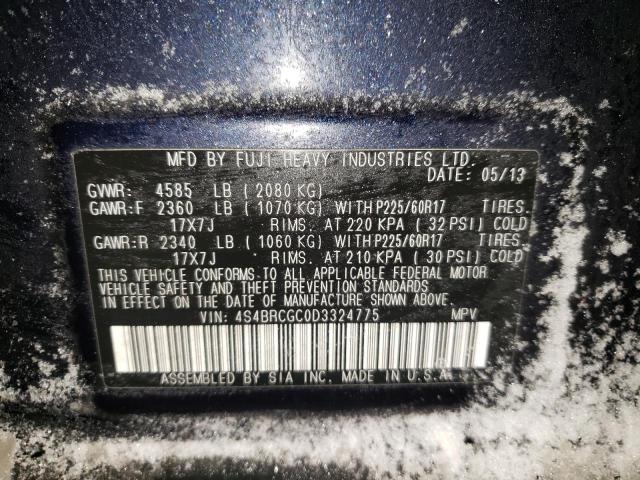 MFD BY FUJI HEAVY INDUSTRIES LTD.
DATE: 05/13
GVWR: 4585 LB (2080 KG)
GAWR:F 2360 LB (1070 KG) WITH P225/60R17 TIRES.
17X7J RIMS. AT 220 KPA (32 PSI) COLD
GAWR:R 2340 LB (1060 KG) WITH P225/60R17 TIRES.
17X7J RIMS. AT 210 KPA (30 PSI) COLD
THIS VEHICLE CONFORMS TO ALL APPLICABLE FEDERAL MOTOR
VEHICLE SAFETY AND THEFT PREVENTION STANDARDS
IN EFFECT ON THE DATE OF MANUFACTURE SHOWN ABOVE.
VIN: 4S4BRCGC0D3324775 MPV
ASSEMBLED BY SIA INC. MADE IN U.S.A.